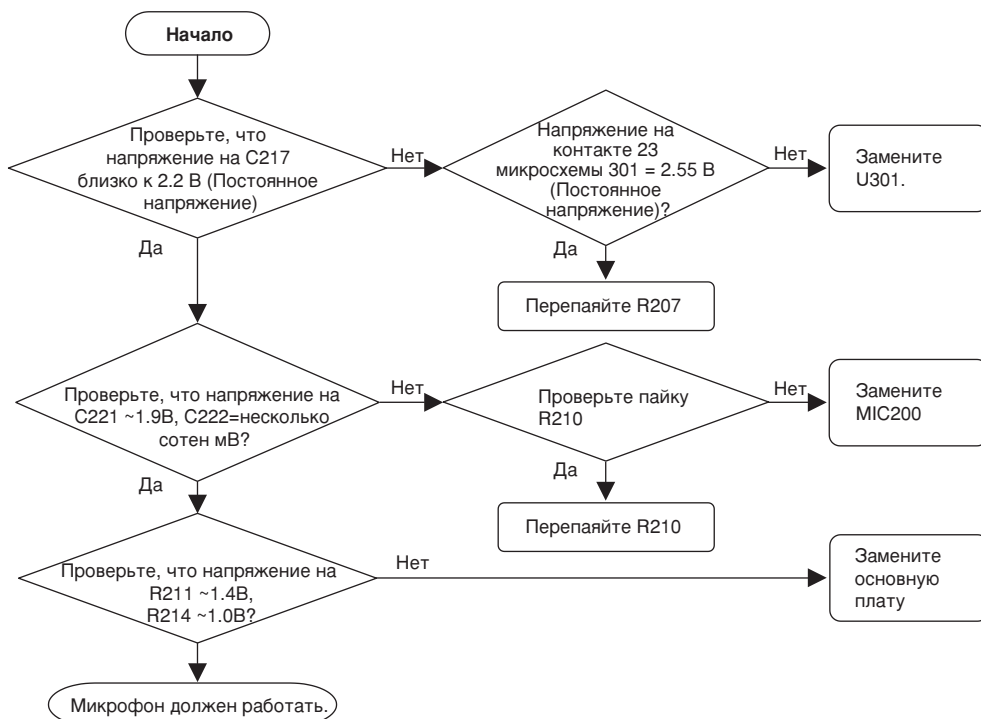 Начало
Проверьте, что
напряжение на C217
близко к 2.2 В (Постоянное
напряжение)
Нет
Напряжение на
контакте 23
микросхемы 301 = 2.55 В
(Постоянное
напряжение)?
Нет
Замените
U301.
Да
Да
Перепаяйте R207
Проверьте, что напряжение на
C221 ~1.9В, C222=несколько
сотен мВ?
Нет
Проверьте пайку
R210
Нет
Замените
MIC200
Да
Да
Перепаяйте R210
Проверьте, что напряжение на
R211 ~1.4В,
R214 ~1.0В?
Нет
Замените
основную
плату
Микрофон должен работать.